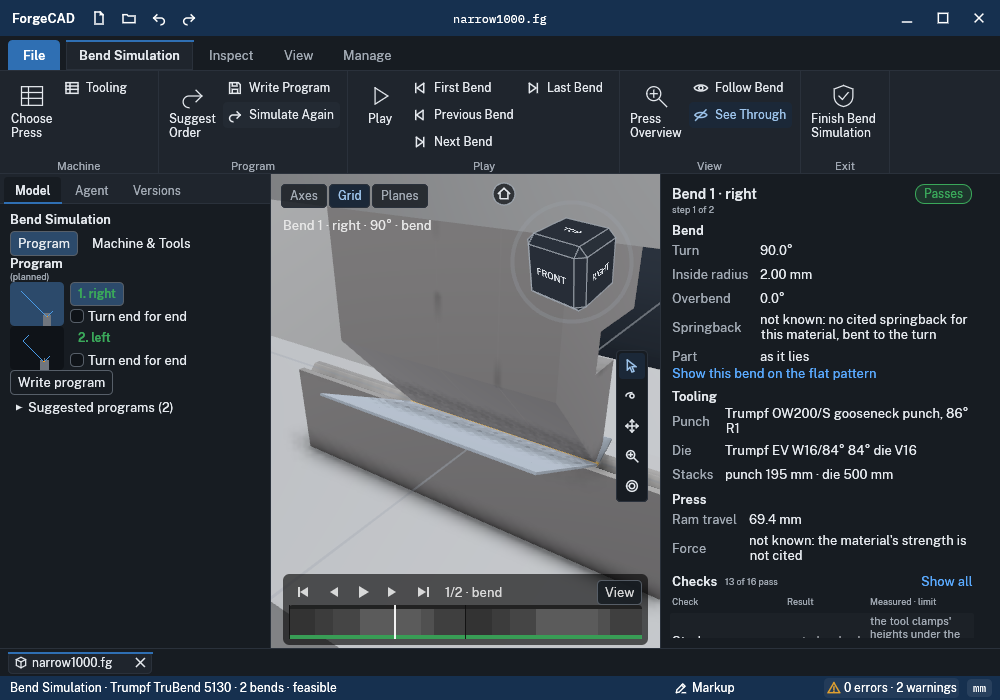 ForgeCAD
narrow1000.fg
File
Bend Simulation
Inspect
View
Manage
Choose Press
Tooling
Machine
Suggest Order
Write Program
Simulate Again
Program
Play
First Bend
Previous Bend
Next Bend
Last Bend
Play
Press Overview
Follow Bend
See Through
View
Finish Bend Simulation
Exit
Model
Agent
Versions
Bend Simulation
Program
Machine & Tools
Program
(planned)
1. right
Turn end for end
2. left
Turn end for end
Write program
Suggested programs (2)
Axes
Grid
Planes
Bend 1 · right · 90° · bend
TOP
FRONT
RIGHT
1/2 · bend
View
Bend 1 · right
Passes
step 1 of 2
Bend
Turn 90.0°
Inside radius 2.00 mm
Overbend 0.0°
Springback not known: no cited springback for
this material, bent to the turn
Part as it lies
Show this bend on the flat pattern
Tooling
Punch Trumpf OW200/S gooseneck punch, 86°
R1
Die Trumpf EV W16/84° 84° die V16
Stacks punch 195 mm · die 500 mm
Press
Ram travel 69.4 mm
Force not known: the material's strength is
not cited
Checks 13 of 16 pass
Show all
Check
Result
Measured · limit
the tool clamps'
heights under the
narrow1000.fg
Bend Simulation · Trumpf TruBend 5130 · 2 bends · feasible
Markup
0 errors · 2 warnings
mm